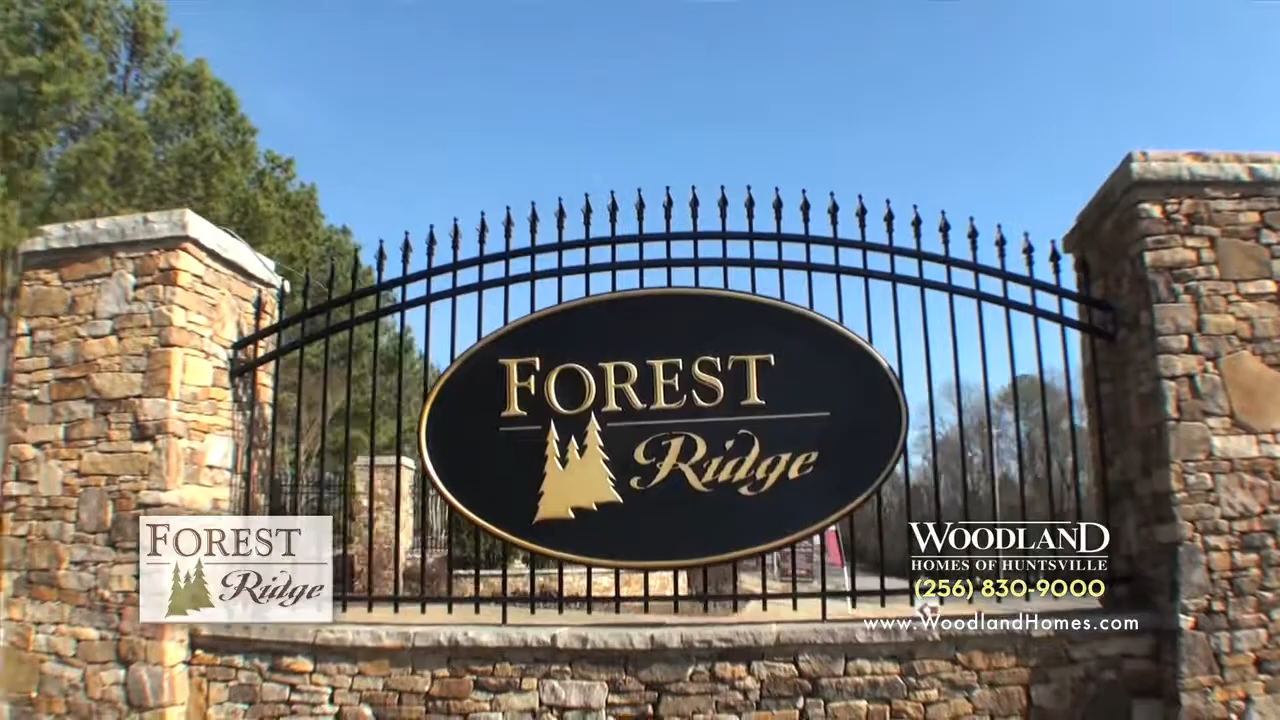 FOREST
Ridge
FOREST
Ridge
WOODLAND
HOMES OF HUNTSVILLE
(256) 830-9000
www.WoodlandHomes.com